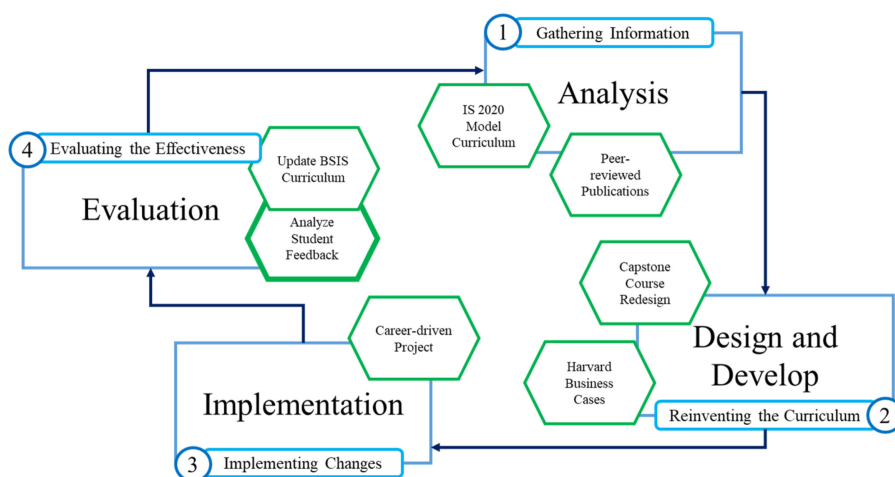 1
Gathering Information
Analysis
IS 2020
Model
Curriculum
Peer-
reviewed
Publications
Capstone
Course
Redesign
Design and
Develop
Harvard
Business
Cases
Reinventing the Curriculum
2
Career-driven
Project
Implementation
3
Implementing Changes
4
Evaluating the Effectiveness
Update BSIS
Curriculum
Evaluation
Analyze
Student
Feedback